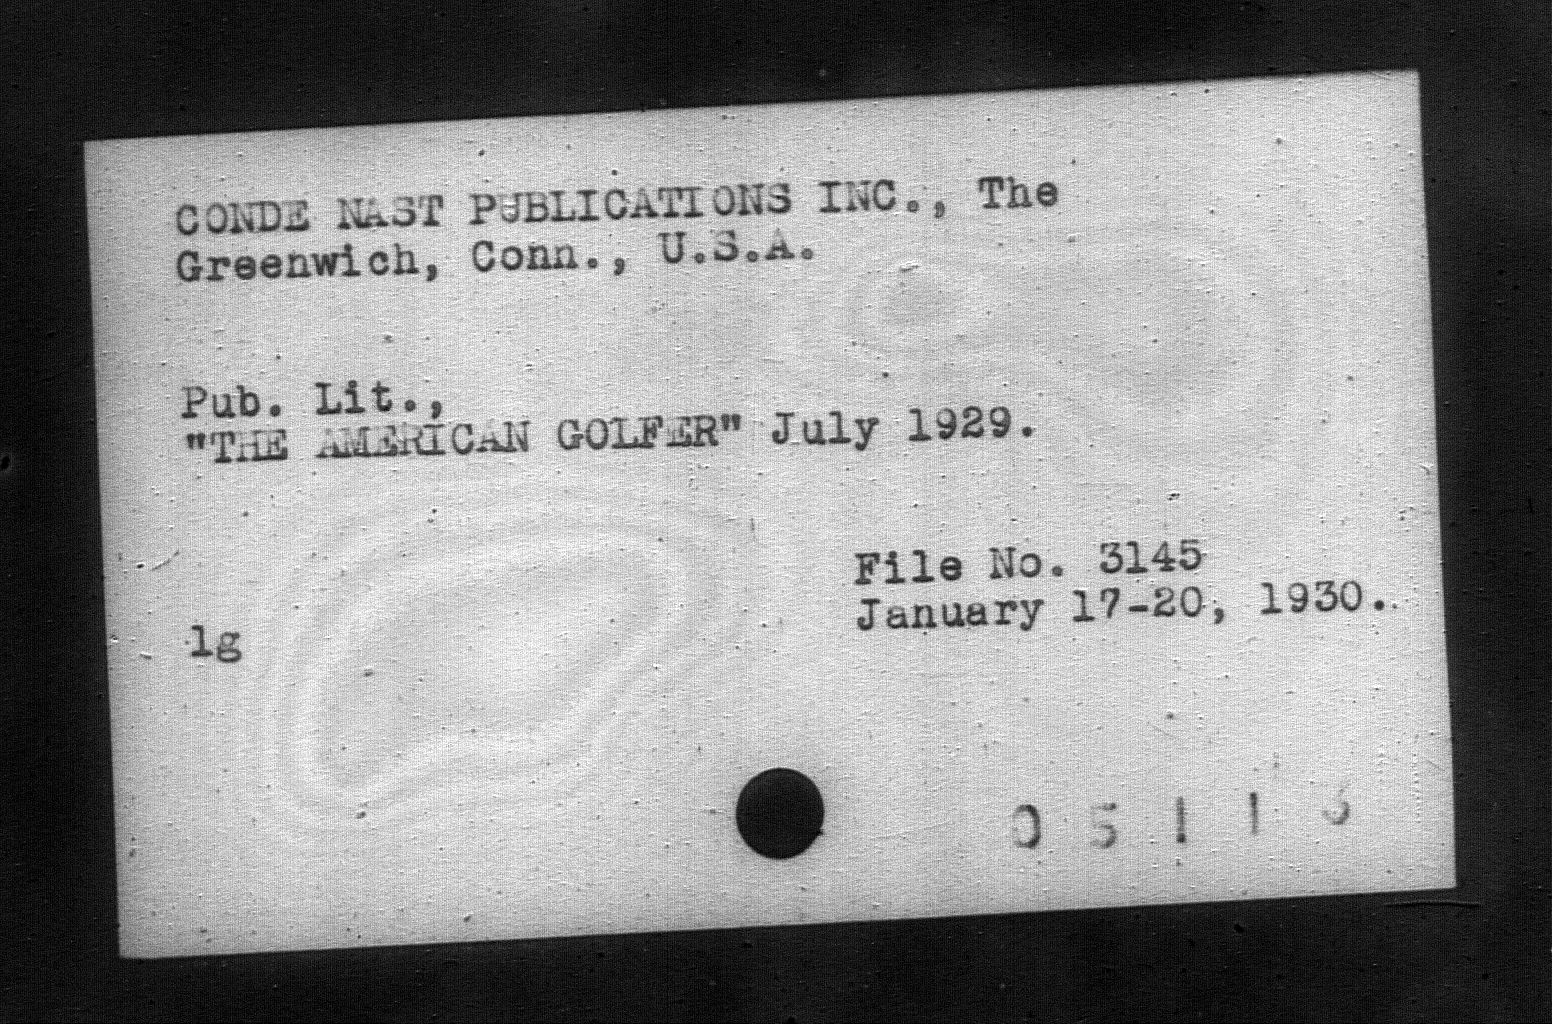 CONDE NAST PUBLICATIONS INC., The
Greenwich, Conn., U.S.A.
Pub. Lit.,
"THE AMERICAN GOLFER" July 1929.
File No. 3145
January 17-20, 1930.
lg